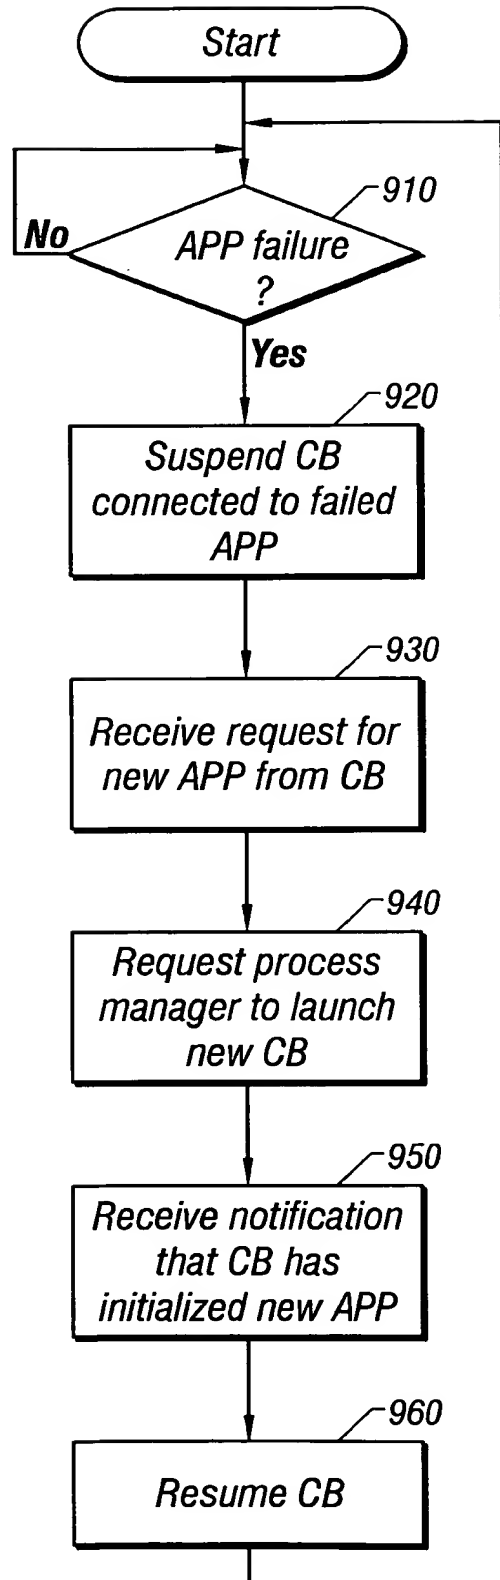 Start
910
No
APP failure
?
Yes
920
Suspend CB
connected to failed
APP
930
Receive request for
new APP from CB
940
Request process
manager to launch
new CB
950
Receive notification
that CB has
initialized new APP
960
Resume CB